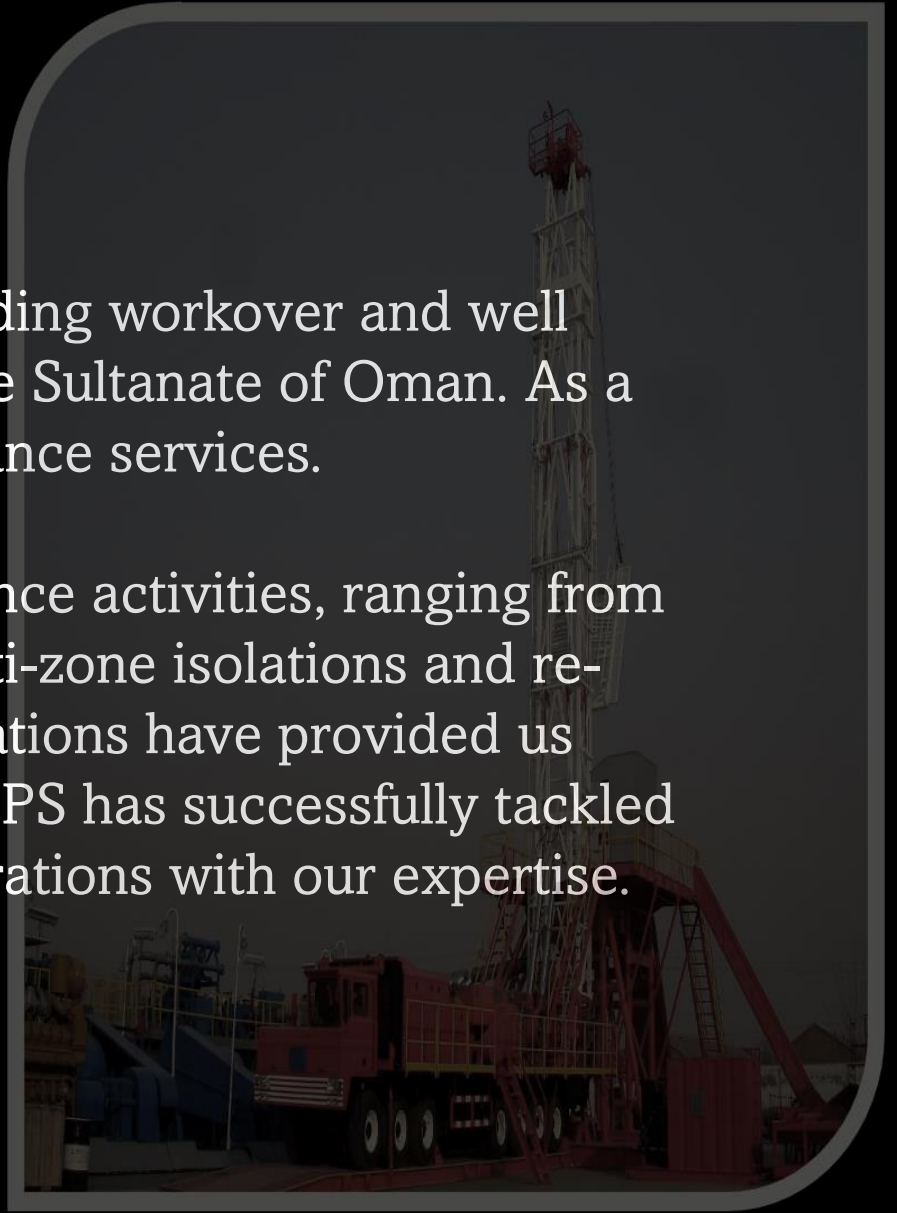 ding workover and well
e Sultanate of Oman. As a
nce services.
nce activities, ranging from
ti-zone isolations and re-
ations have provided us
PS has successfully tackled
rations with our expertise.